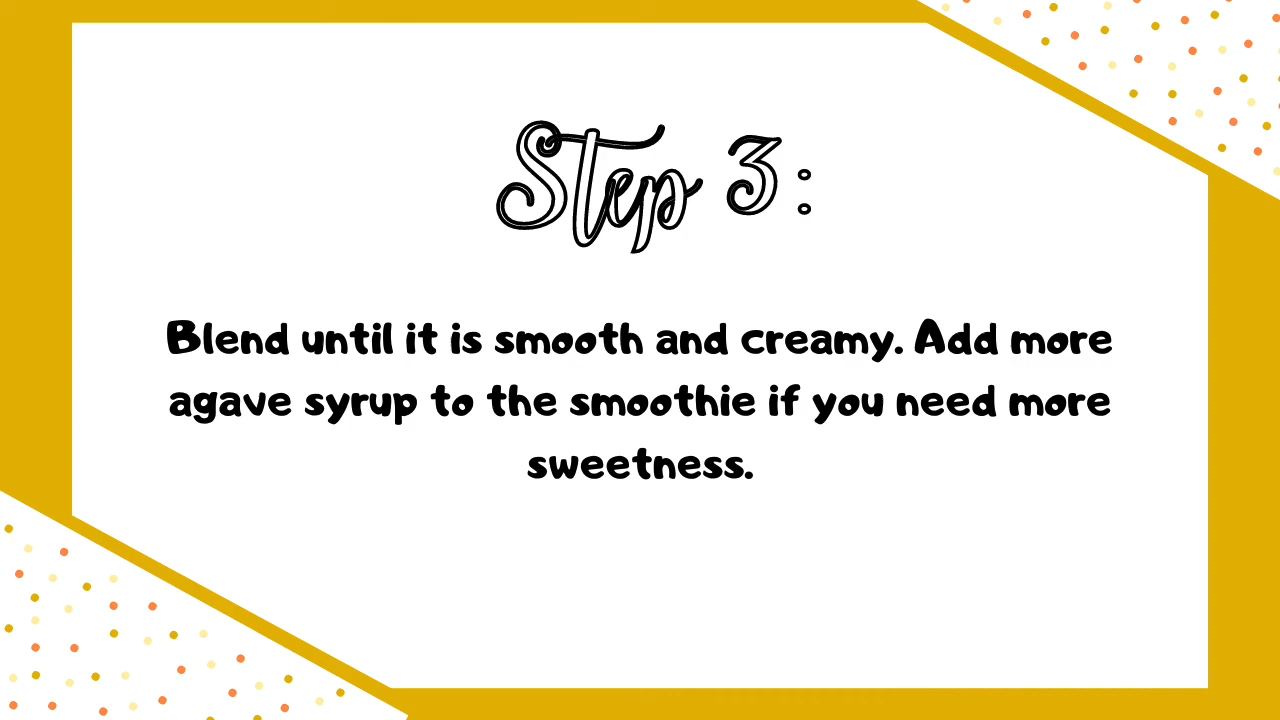 Step 3:
Blend until it is smooth and creamy. Add more
agave syrup to the smoothie if you need more
sweetness.